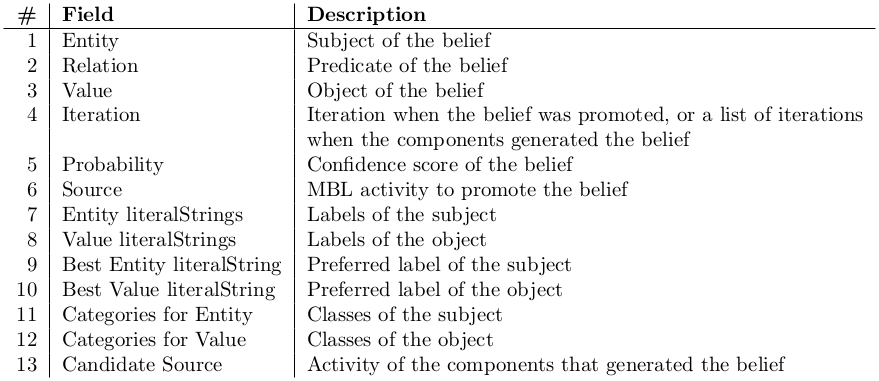 # Field Description
1 Entity Subject of the belief
2 Relation Predicate of the belief
3 Value Object of the belief
4 Iteration Iteration when the belief was promoted, or a list of iterations
when the components generated the belief
5 Probability Confidence score of the belief
6 Source MBL activity to promote the belief
7 Entity literalStrings Labels of the subject
8 Value literalStrings Labels of the object
9 Best Entity literalString Preferred label of the subject
10 Best Value literalString Preferred label of the object
11 Categories for Entity Classes of the subject
12 Categories for Value Classes of the object
13 Candidate Source Activity of the components that generated the belief